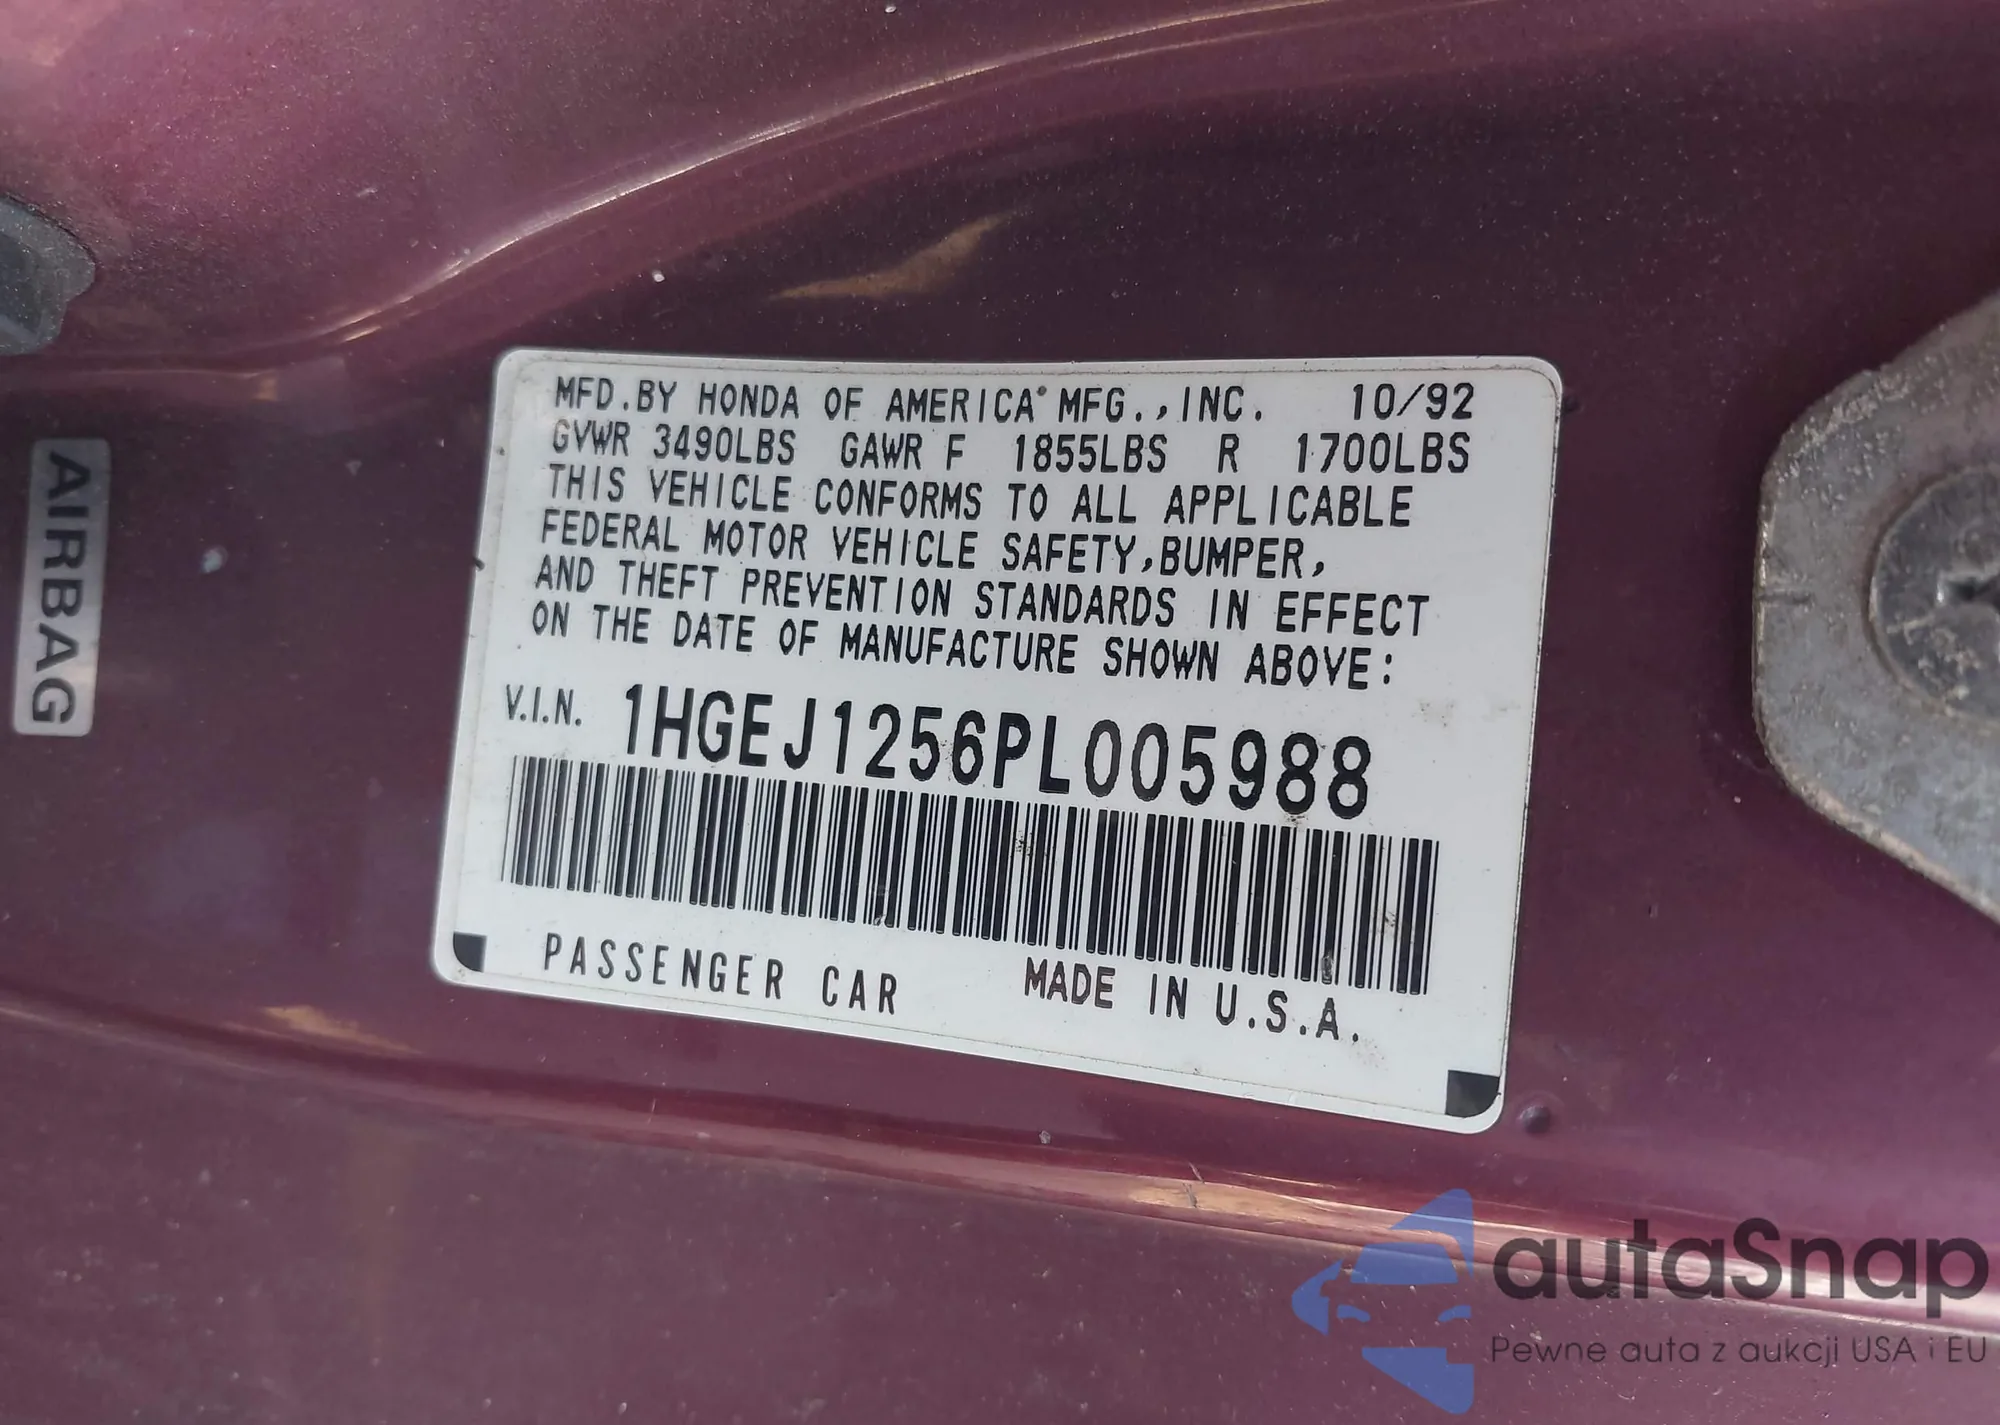 MFD.BY HONDA OF AMERICA MFG.,INC. 10/92
GVWR 3490LBS GAWR F 1855LBS R 1700LBS
THIS VEHICLE CONFORMS TO ALL APPLICABLE
FEDERAL MOTOR VEHICLE SAFETY,BUMPER,
AND THEFT PREVENTION STANDARDS IN EFFECT
ON THE DATE OF MANUFACTURE SHOWN ABOVE:
V.I.N. 1HGEJ1256PL005988
PASSENGER CAR MADE IN U.S.A.
AIRBAG
autaSnap
Pewne auta z aukcji USA i EU